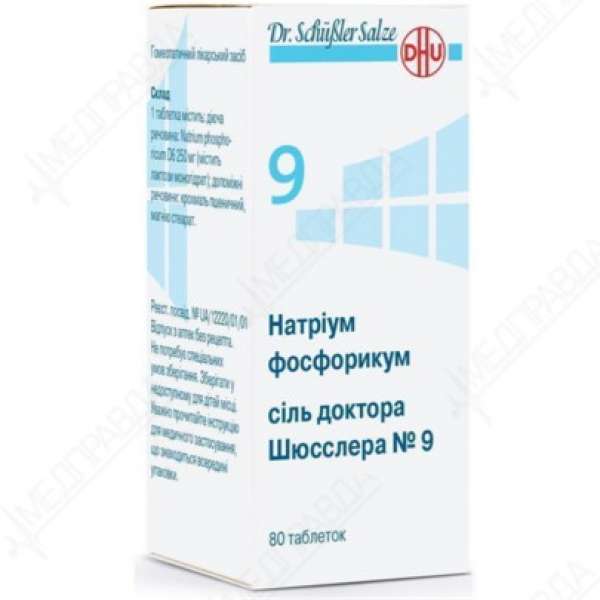 Dr. Schüßler Salze
DHU
Гомеопатичний лікарський засіб
Склад
1 таблетка містить: діюча
речовина: Natrium phospho-
ricum D6 250 мг (містить
лактози моногідрат); допоміжні
речовини: крохмаль пшеничний,
магнію стеарат.
9
Реєст. посвід. № UA/12220/01/01
Відпуск з аптек без рецепта.
Не потребує спеціальних
умов зберігання. Зберігати у
недоступному для дітей місці.
Уважно прочитайте інструкцію
для медичного застосування,
що знаходиться всередині
упаковки.
Натріум
фосфорикум
сіль доктора
Шюсслера № 9
80 таблеток
МЕДПРАВДА